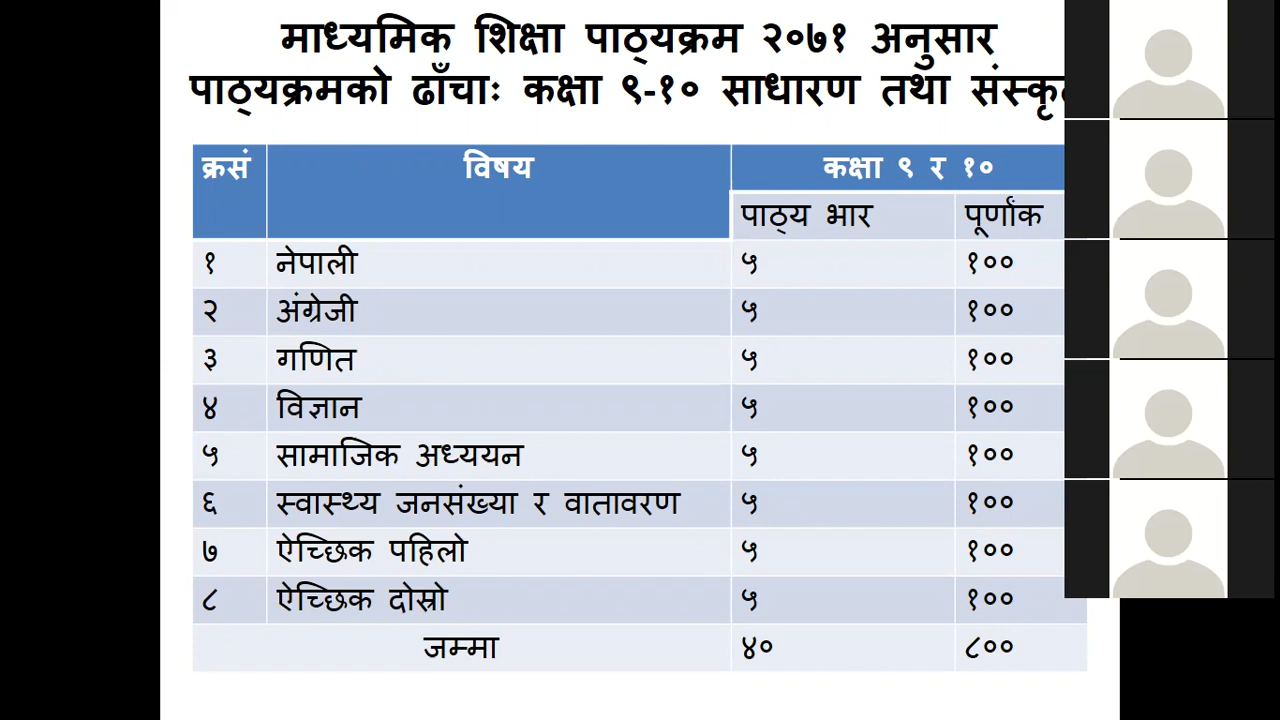 माध्यमिक शिक्षा पाठ्यक्रम २०७१ अनुसार
पाठ्यक्रमको ढाँचाः कक्षा ९-१० साधारण तथा
क्रसं विषय कक्षा ९ र १०
पाठ्य भार पूर्णांक
१ नेपाली ५ १००
२ अंग्रेजी ५ १००
३ गणित ५ १००
४ विज्ञान ५ १००
५ सामाजिक अध्ययन ५ १००
६ स्वास्थ्य जनसंख्या र वातावरण ५ १००
७ ऐच्छिक पहिलो ५ १००
८ ऐच्छिक दोस्रो ५ १००
जम्मा ४० ८००